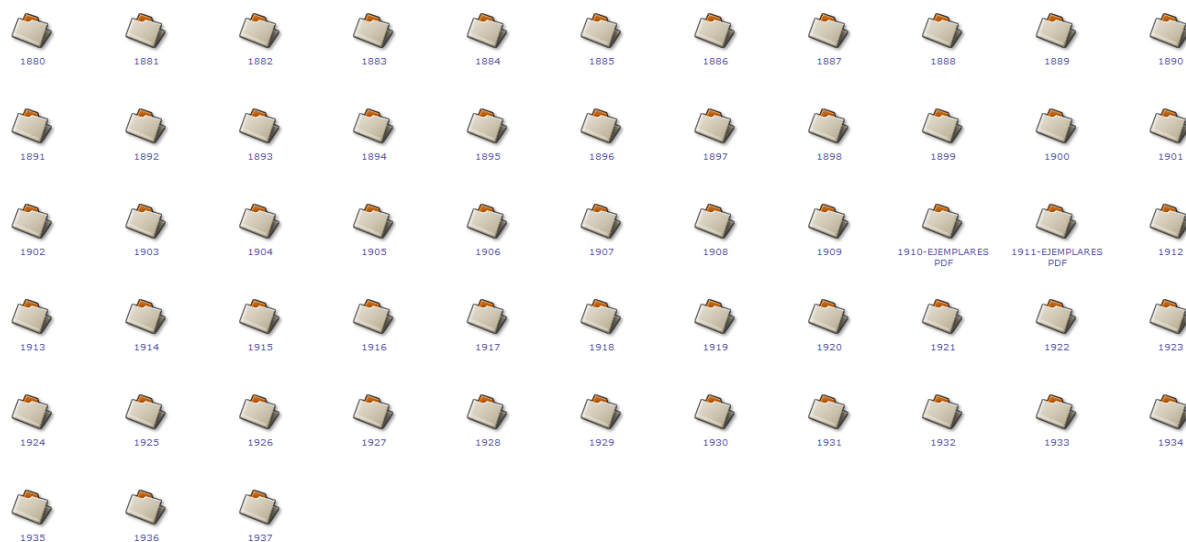 1880 1881 1882 1883 1884 1885 1886 1887 1888 1889 1890
1891 1892 1893 1894 1895 1896 1897 1898 1899 1900 1901
1902 1903 1904 1905 1906 1907 1908 1909 1910-EJEMPLARES 1911-EJEMPLARES 1912
PDF PDF
1913 1914 1915 1916 1917 1918 1919 1920 1921 1922 1923
1924 1925 1926 1927 1928 1929 1930 1931 1932 1933 1934
1935 1936 1937